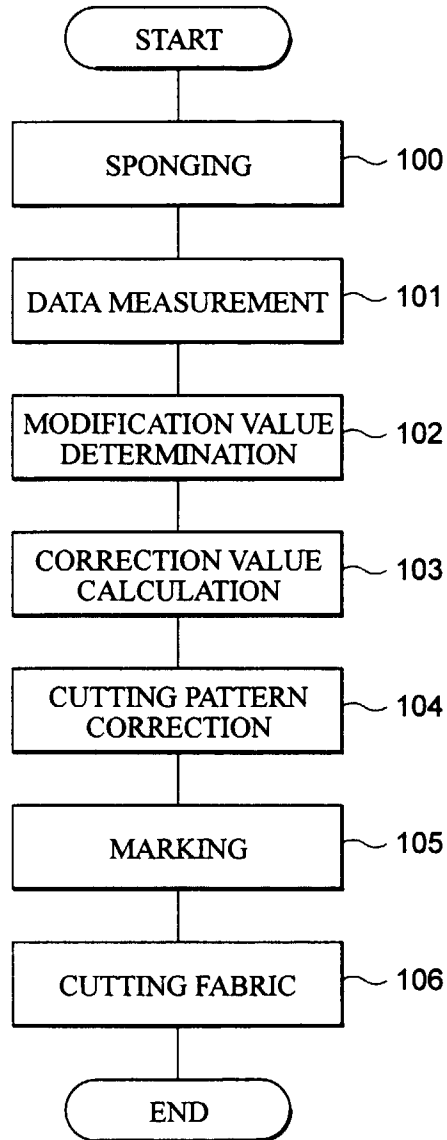 START
SPONGING
100
DATA MEASUREMENT
101
MODIFICATION VALUE
DETERMINATION
102
CORRECTION VALUE
CALCULATION
103
CUTTING PATTERN
CORRECTION
104
MARKING
105
CUTTING FABRIC
106
END